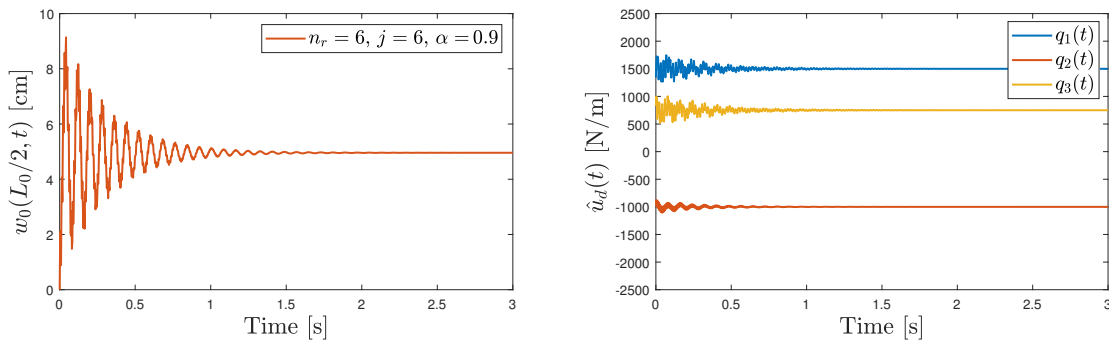 10
8
6
4
2
0
w₀(L₀/2, t) [cm]
n_r = 6, j = 6, α = 0.9
0 0.5 1 1.5 2 2.5 3
Time [s]
2500
2000
1500
1000
500
0
-500
-1000
-1500
-2000
-2500
û_d(t) [N/m]
q₁(t)
q₂(t)
q₃(t)
0 0.5 1 1.5 2 2.5 3
Time [s]